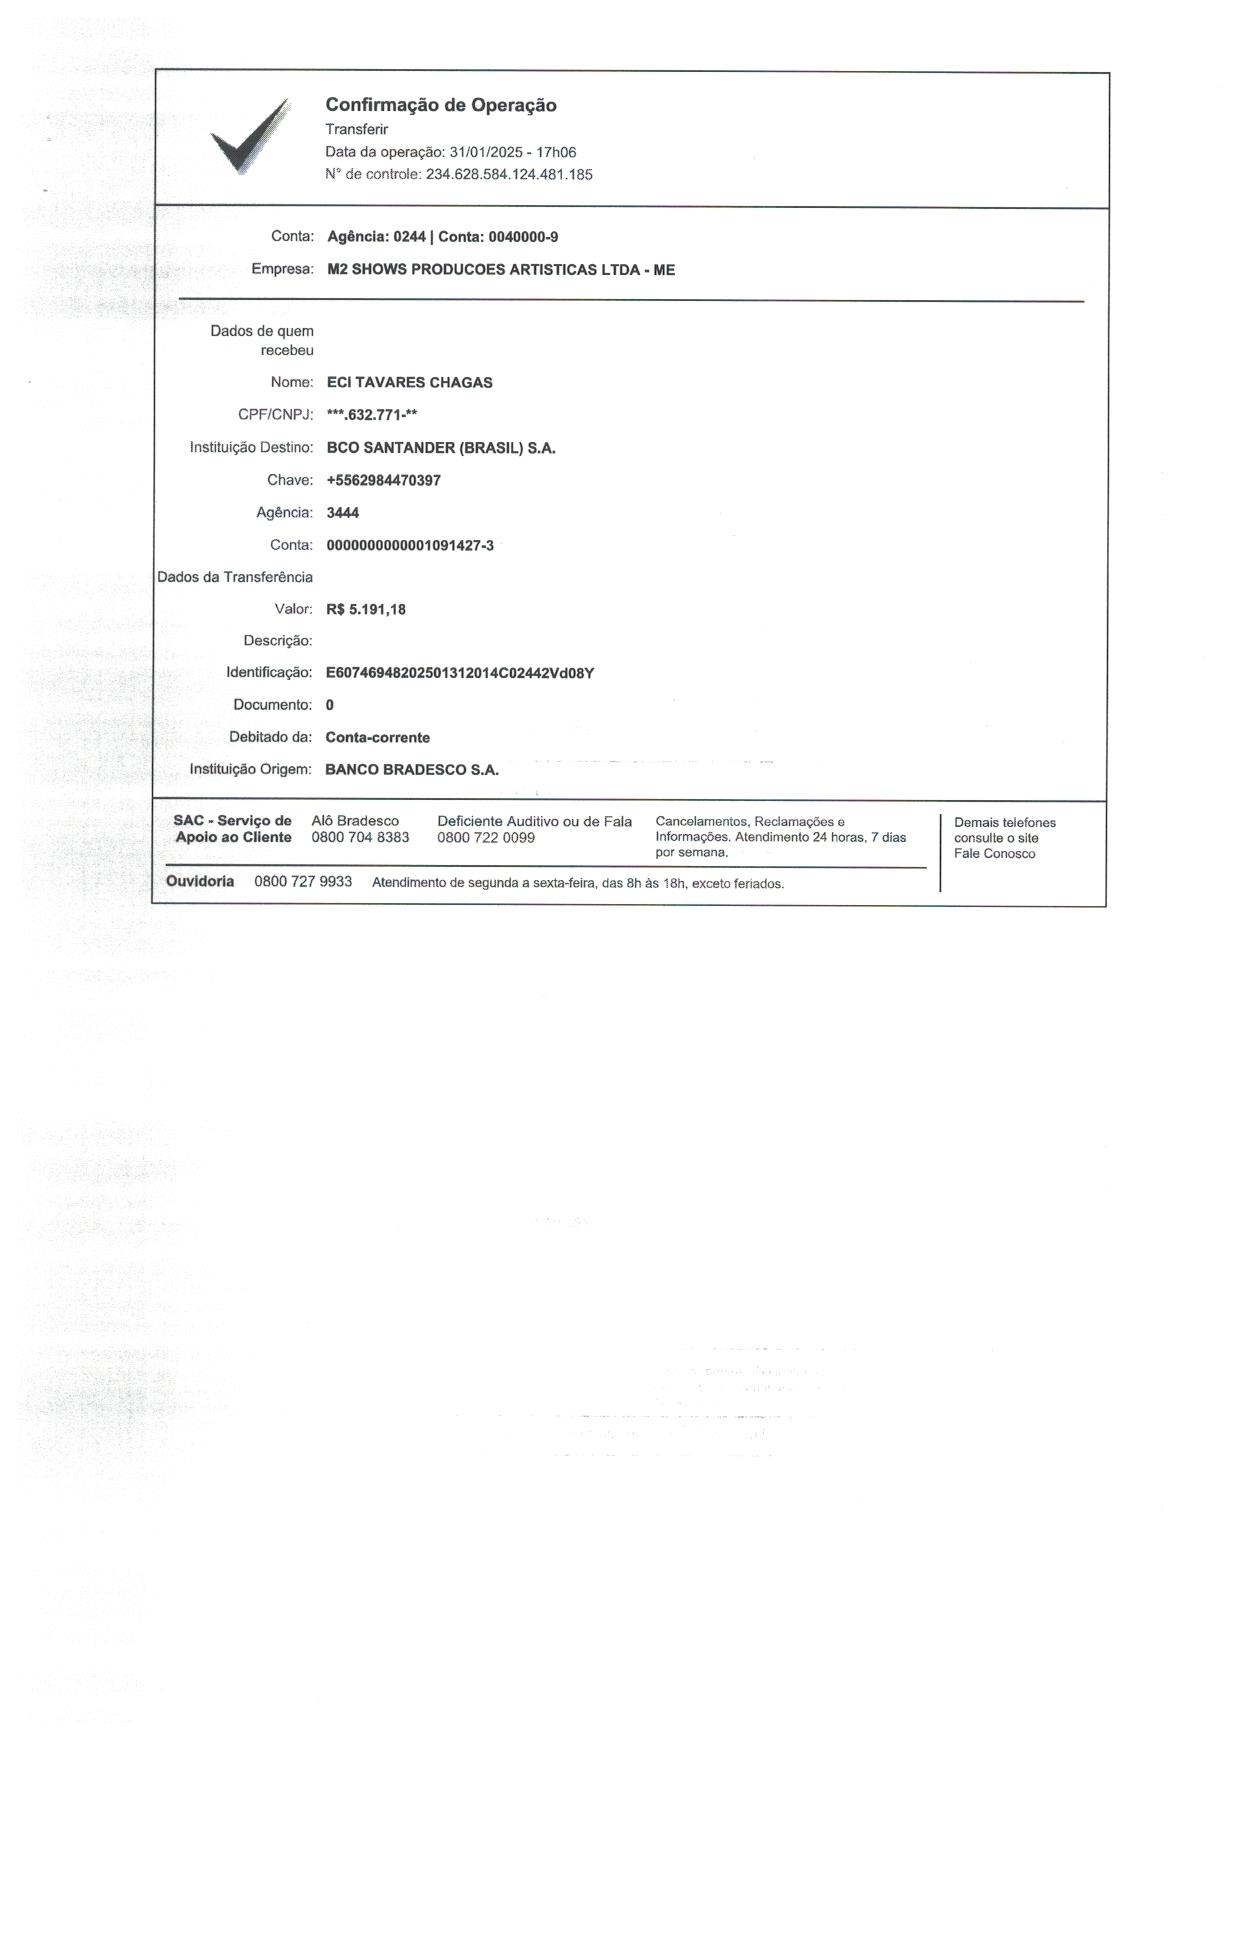 Confirmação de Operação
Transferir
Data da operação: 31/01/2025 - 17h06
N° de controle: 234.628.584.124.481.185
Conta: Agência: 0244 | Conta: 0040000-9
Empresa: M2 SHOWS PRODUCOES ARTISTICAS LTDA - ME
Dados de quem
recebeu
Nome: ECI TAVARES CHAGAS
CPF/CNPJ: ***.632.771-**
Instituição Destino: BCO SANTANDER (BRASIL) S.A.
Chave: +5562984470397
Agência: 3444
Conta: 0000000000001091427-3
Dados da Transferência
Valor: R$ 5.191,18
Descrição:
Identificação: E60746948202501312014C02442Vd08Y
Documento: 0
Debitado da: Conta-corrente
Instituição Origem: BANCO BRADESCO S.A.
SAC - Serviço de
Apoio ao Cliente
Alô Bradesco
0800 704 8383
Deficiente Auditivo ou de Fala
0800 722 0099
Cancelamentos, Reclamações e
Informações. Atendimento 24 horas, 7 dias
por semana.
Demais telefones
consulte o site
Fale Conosco
Ouvidoria 0800 727 9933 Atendimento de segunda a sexta-feira, das 8h às 18h, exceto feriados.